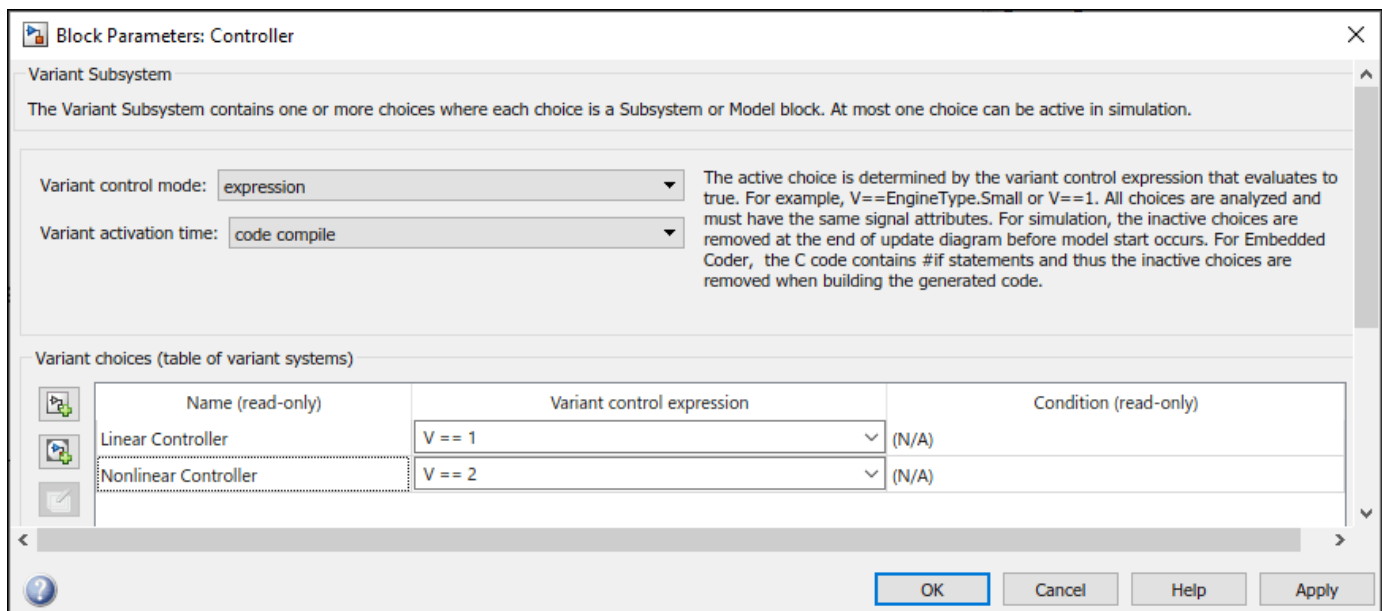 Block Parameters: Controller
Variant Subsystem
The Variant Subsystem contains one or more choices where each choice is a Subsystem or Model block. At most one choice can be active in simulation.
Variant control mode: expression
Variant activation time: code compile
The active choice is determined by the variant control expression that evaluates to
true. For example, V==EngineType.Small or V==1. All choices are analyzed and
must have the same signal attributes. For simulation, the inactive choices are
removed at the end of update diagram before model start occurs. For Embedded
Coder, the C code contains #if statements and thus the inactive choices are
removed when building the generated code.
Variant choices (table of variant systems)
Name (read-only) Variant control expression Condition (read-only)
Linear Controller V == 1 (N/A)
Nonlinear Controller V == 2 (N/A)
? OK Cancel Help Apply